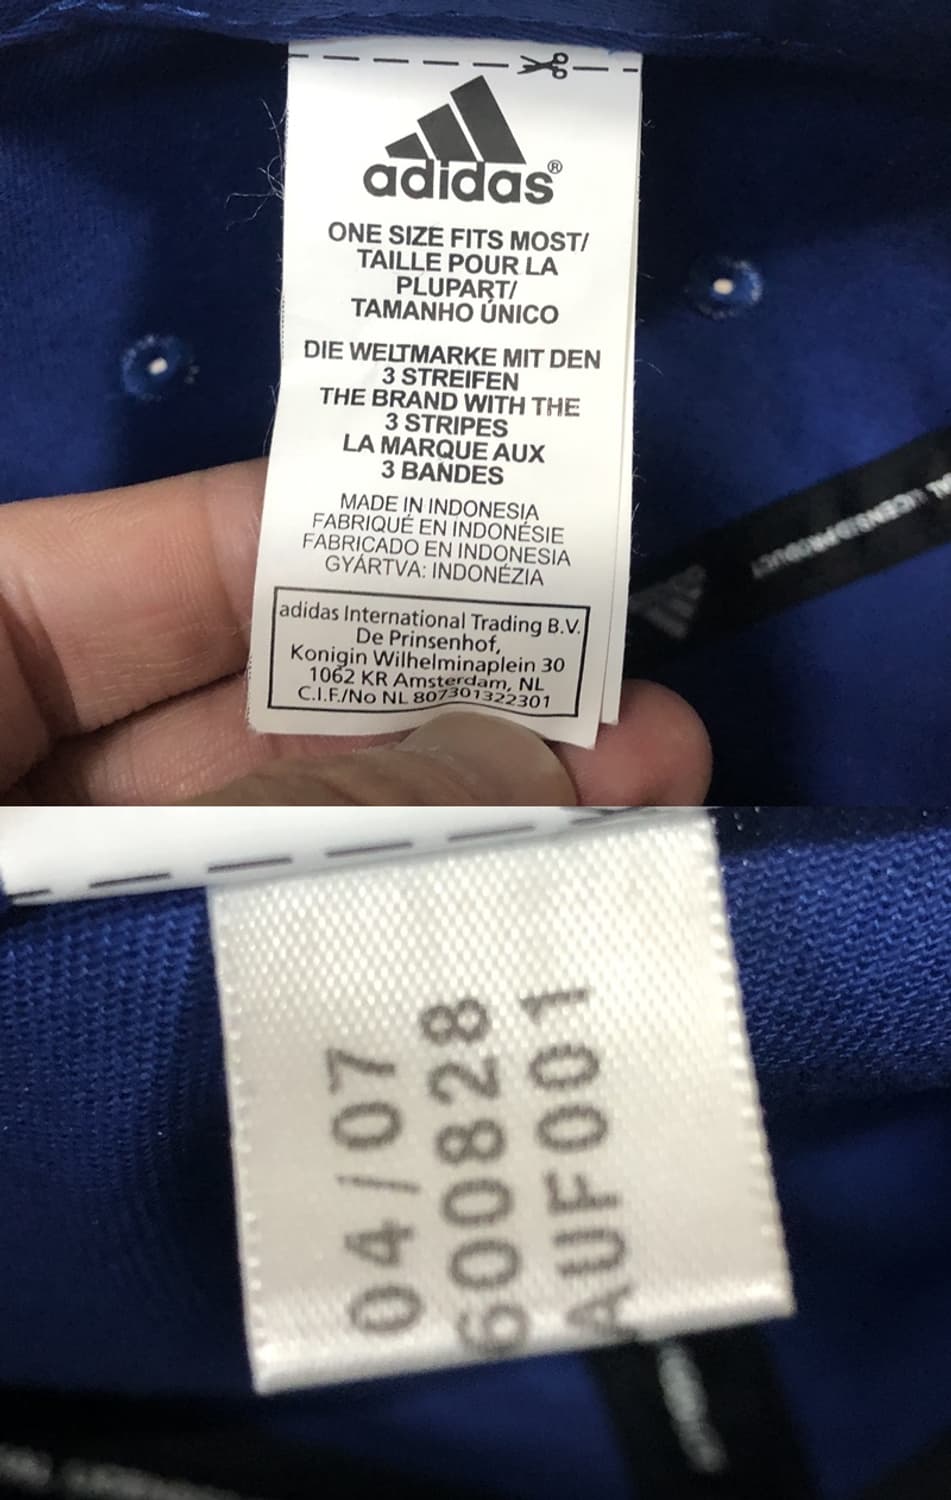 adidas®
ONE SIZE FITS MOST/
TAILLE POUR LA
PLUPART/
TAMANHO ÚNICO
DIE WELTMARKE MIT DEN
3 STREIFEN
THE BRAND WITH THE
3 STRIPES
LA MARQUE AUX
3 BANDES
MADE IN INDONESIA
FABRIQUÉ EN INDONÉSIE
FABRICADO EN INDONESIA
GYÁRTVA: INDONÉZIA
adidas International Trading B.V.
De Prinsenhof,
Konigin Wilhelminaplein 30
1062 KR Amsterdam, NL
C.I.F./No NL 807301322301
PRODUCT
04/07
600828
AUF001